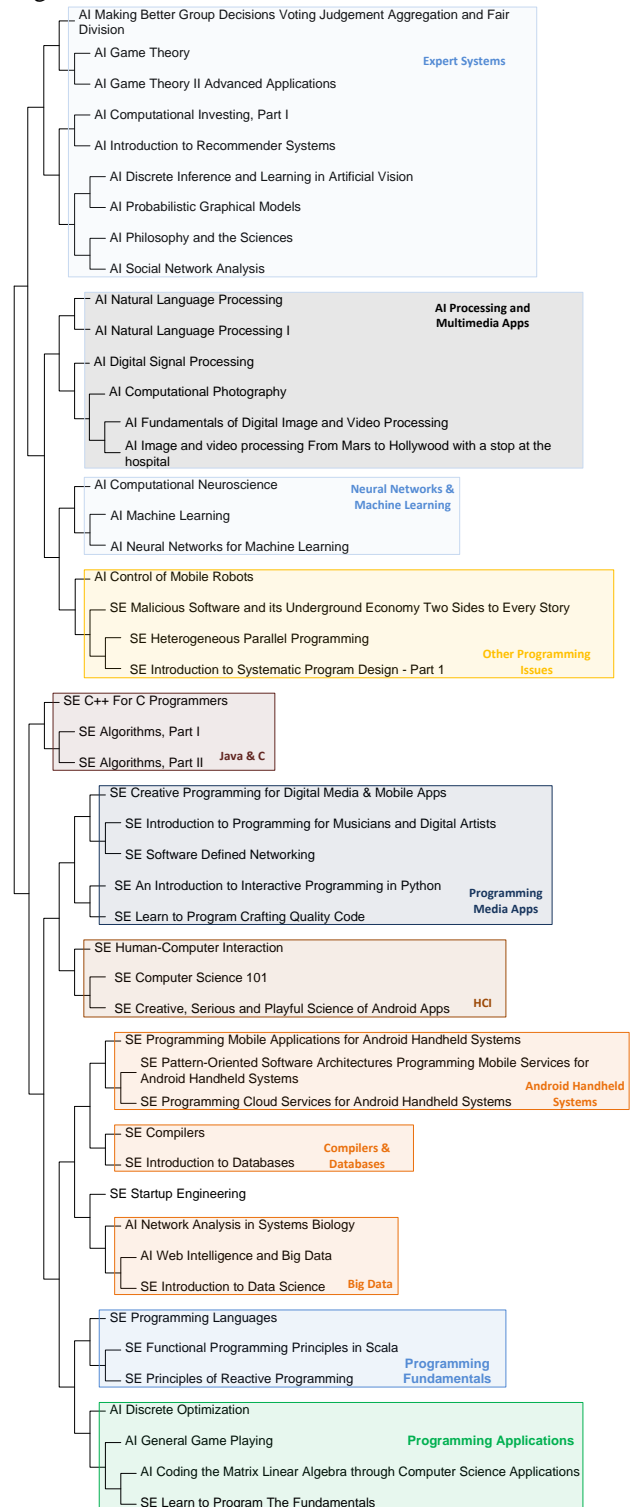 AI Making Better Group Decisions Voting Judgement Aggregation and Fair
Division
AI Game Theory
Expert Systems
AI Game Theory II Advanced Applications
AI Computational Investing, Part I
AI Introduction to Recommender Systems
AI Discrete Inference and Learning in Artificial Vision
AI Probabilistic Graphical Models
AI Philosophy and the Sciences
AI Social Network Analysis
AI Natural Language Processing
AI Processing and
Multimedia Apps
AI Natural Language Processing I
AI Digital Signal Processing
AI Computational Photography
AI Fundamentals of Digital Image and Video Processing
AI Image and video processing From Mars to Hollywood with a stop at the
hospital
AI Computational Neuroscience
Neural Networks &
Machine Learning
AI Machine Learning
AI Neural Networks for Machine Learning
AI Control of Mobile Robots
SE Malicious Software and its Underground Economy Two Sides to Every Story
SE Heterogeneous Parallel Programming
Other Programming
Issues
SE Introduction to Systematic Program Design - Part 1
SE C++ For C Programmers
SE Algorithms, Part I
SE Algorithms, Part II
Java & C
SE Creative Programming for Digital Media & Mobile Apps
SE Introduction to Programming for Musicians and Digital Artists
SE Software Defined Networking
SE An Introduction to Interactive Programming in Python
Programming
Media Apps
SE Learn to Program Crafting Quality Code
SE Human-Computer Interaction
SE Computer Science 101
SE Creative, Serious and Playful Science of Android Apps
HCI
SE Programming Mobile Applications for Android Handheld Systems
SE Pattern-Oriented Software Architectures Programming Mobile Services for
Android Handheld Systems
Android Handheld
Systems
SE Programming Cloud Services for Android Handheld Systems
SE Compilers
Compilers &
Databases
SE Introduction to Databases
SE Startup Engineering
AI Network Analysis in Systems Biology
AI Web Intelligence and Big Data
SE Introduction to Data Science
Big Data
SE Programming Languages
SE Functional Programming Principles in Scala
Programming
Fundamentals
SE Principles of Reactive Programming
AI Discrete Optimization
AI General Game Playing
Programming Applications
AI Coding the Matrix Linear Algebra through Computer Science Applications
SE Learn to Program The Fundamentals